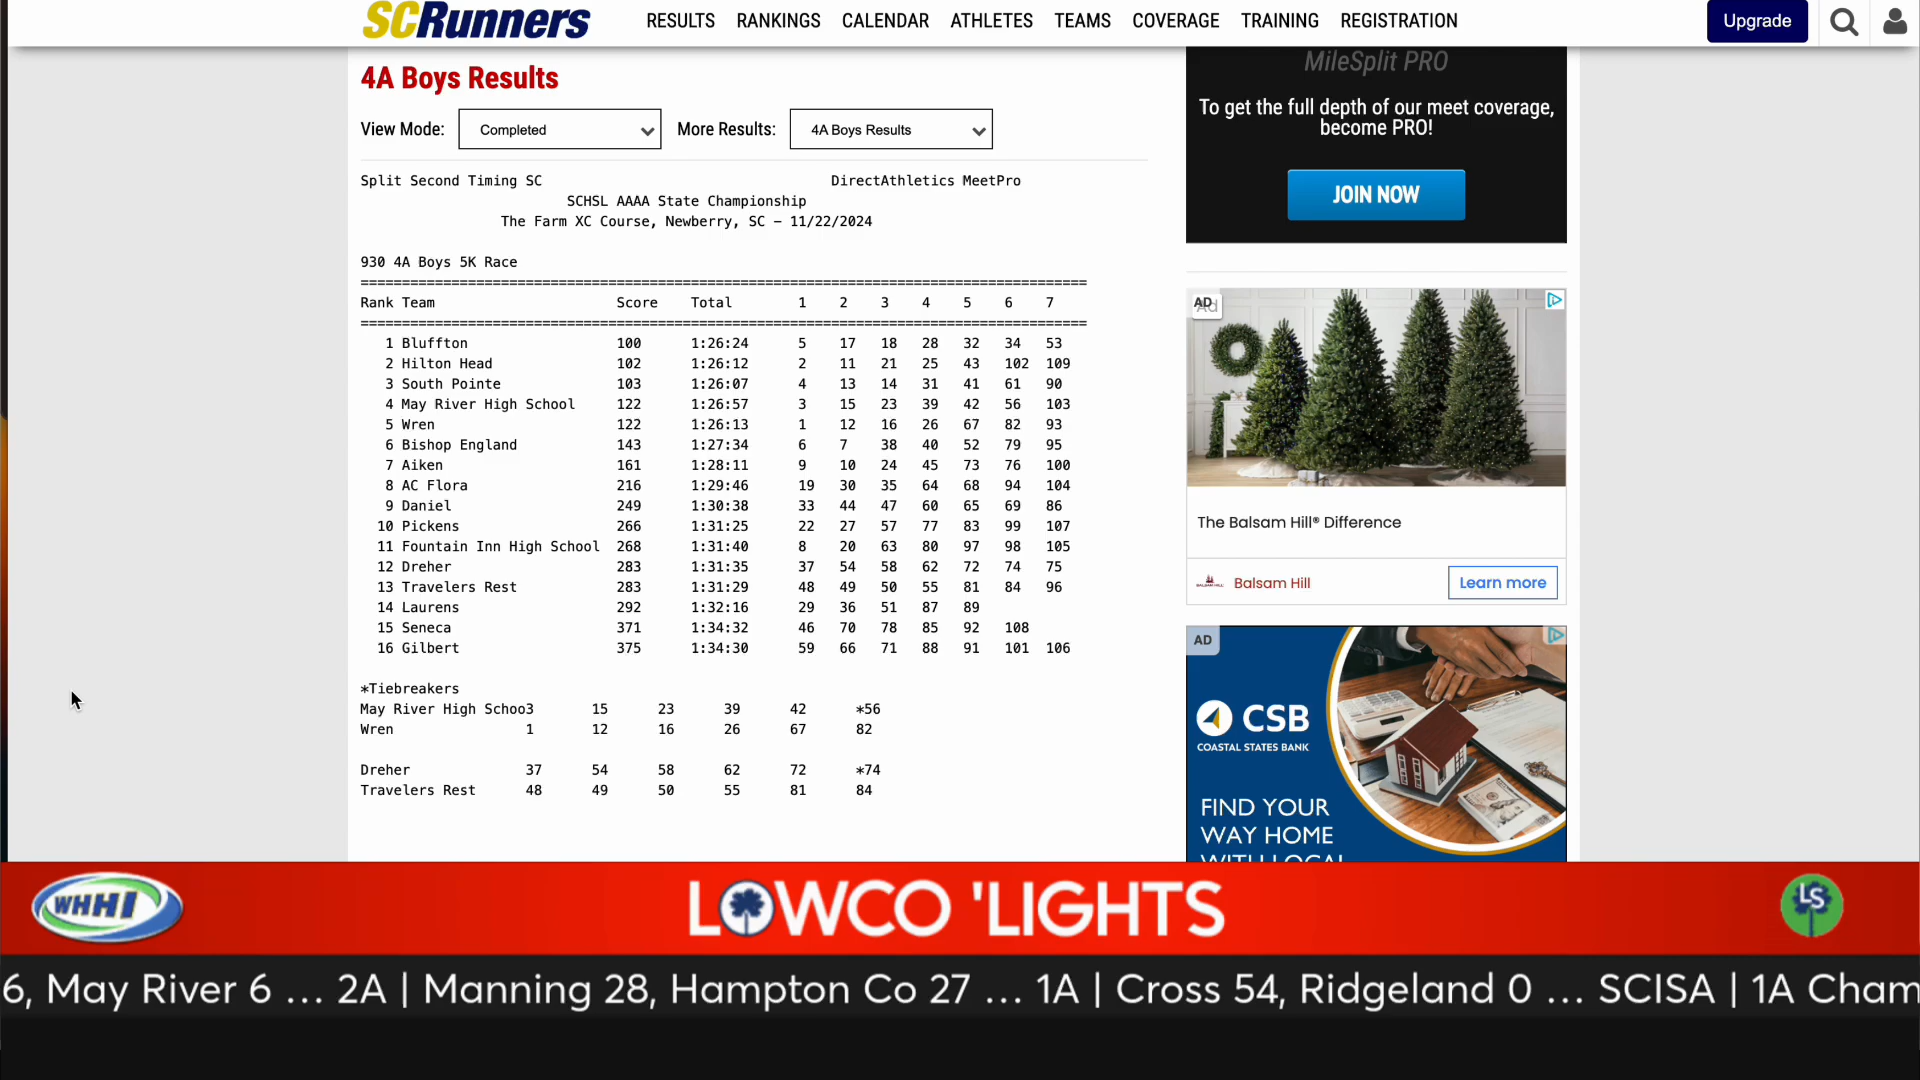 SCRunners RESULTS RANKINGS CALENDAR ATHLETES TEAMS COVERAGE TRAINING REGISTRATION Upgrade
4A Boys Results
View Mode: Completed More Results: 4A Boys Results
Split Second Timing SC DirectAthletics MeetPro
SCHSL AAAA State Championship
The Farm XC Course, Newberry, SC - 11/22/2024
930 4A Boys 5K Race
========================================================================================
Rank Team Score Total 1 2 3 4 5 6 7
========================================================================================
1 Bluffton 100 1:26:24 5 17 18 28 32 34 53
2 Hilton Head 102 1:26:12 2 11 21 25 43 102 109
3 South Pointe 103 1:26:07 4 13 14 31 41 61 90
4 May River High School 122 1:26:57 3 15 23 39 42 56 103
5 Wren 122 1:26:13 1 12 16 26 67 82 93
6 Bishop England 143 1:27:34 6 7 38 40 52 79 95
7 Aiken 161 1:28:11 9 10 24 45 73 76 100
8 AC Flora 216 1:29:46 19 30 35 64 68 94 104
9 Daniel 249 1:30:38 33 44 47 60 65 69 86
10 Pickens 266 1:31:25 22 27 57 77 83 99 107
11 Fountain Inn High School 268 1:31:40 8 20 63 80 97 98 105
12 Dreher 283 1:31:35 37 54 58 62 72 74 75
13 Travelers Rest 283 1:31:29 48 49 50 55 81 84 96
14 Laurens 292 1:32:16 29 36 51 87 89
15 Seneca 371 1:34:32 46 70 78 85 92 108
16 Gilbert 375 1:34:30 59 66 71 88 91 101 106
*Tiebreakers
May River High Schoo3 15 23 39 42 *56
Wren 1 12 16 26 67 82
Dreher 37 54 58 62 72 *74
Travelers Rest 48 49 50 55 81 84
MileSplit PRO
To get the full depth of our meet coverage,
become PRO!
JOIN NOW
AD
Ad
The Balsam Hill® Difference
BALSAM HILL Balsam Hill Learn more
AD
CSB
COASTAL STATES BANK
FIND YOUR
WAY HOME
WITH LOCAL
WHHI LOWCO 'LIGHTS LS
6, May River 6 ... 2A | Manning 28, Hampton Co 27 ... 1A | Cross 54, Ridgeland 0 ... SCISA | 1A Cham